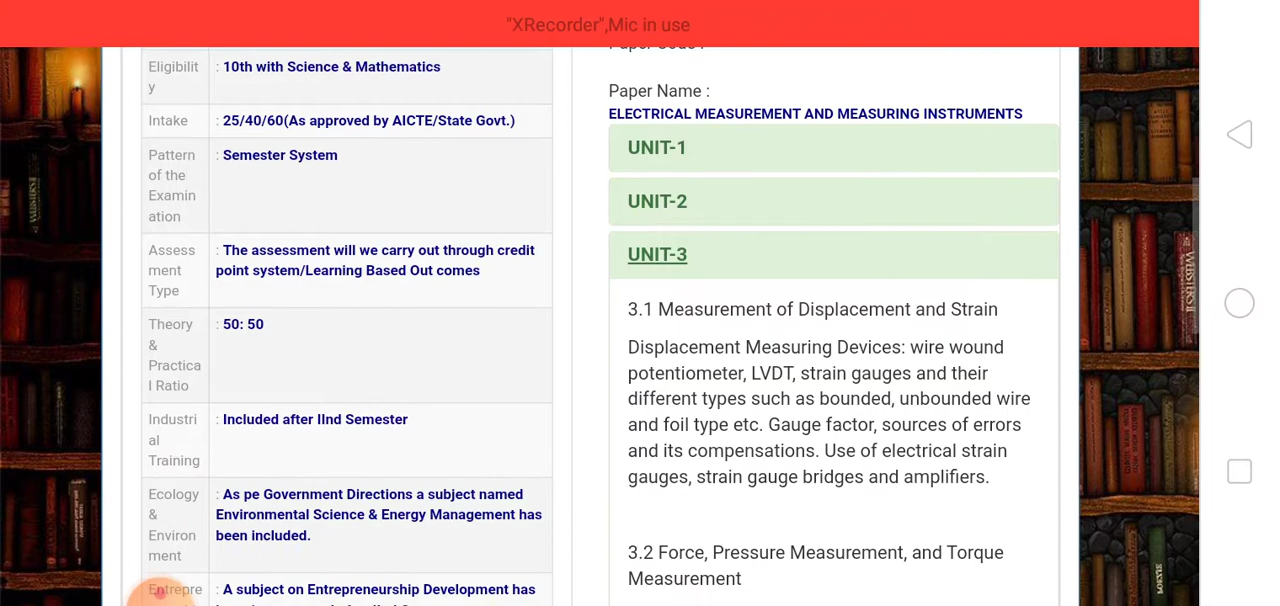 "XRecorder",Mic in use
Eligibilit
y
: 10th with Science & Mathematics
Intake
: 25/40/60(As approved by AICTE/State Govt.)
Pattern
of the
Examin
ation
: Semester System
Assess
ment
Type
: The assessment will we carry out through credit
point system/Learning Based Out comes
Theory
&
Practica
l Ratio
: 50: 50
Industri
al
Training
: Included after IInd Semester
Ecology
&
Environ
ment
: As pe Government Directions a subject named
Environmental Science & Energy Management has
been included.
Entrepre
: A subject on Entrepreneurship Development has
Paper Code :
Paper Name :
ELECTRICAL MEASUREMENT AND MEASURING INSTRUMENTS
UNIT-1
UNIT-2
UNIT-3
3.1 Measurement of Displacement and Strain
Displacement Measuring Devices: wire wound
potentiometer, LVDT, strain gauges and their
different types such as bounded, unbounded wire
and foil type etc. Gauge factor, sources of errors
and its compensations. Use of electrical strain
gauges, strain gauge bridges and amplifiers.
3.2 Force, Pressure Measurement, and Torque
Measurement
WEBSTER'S